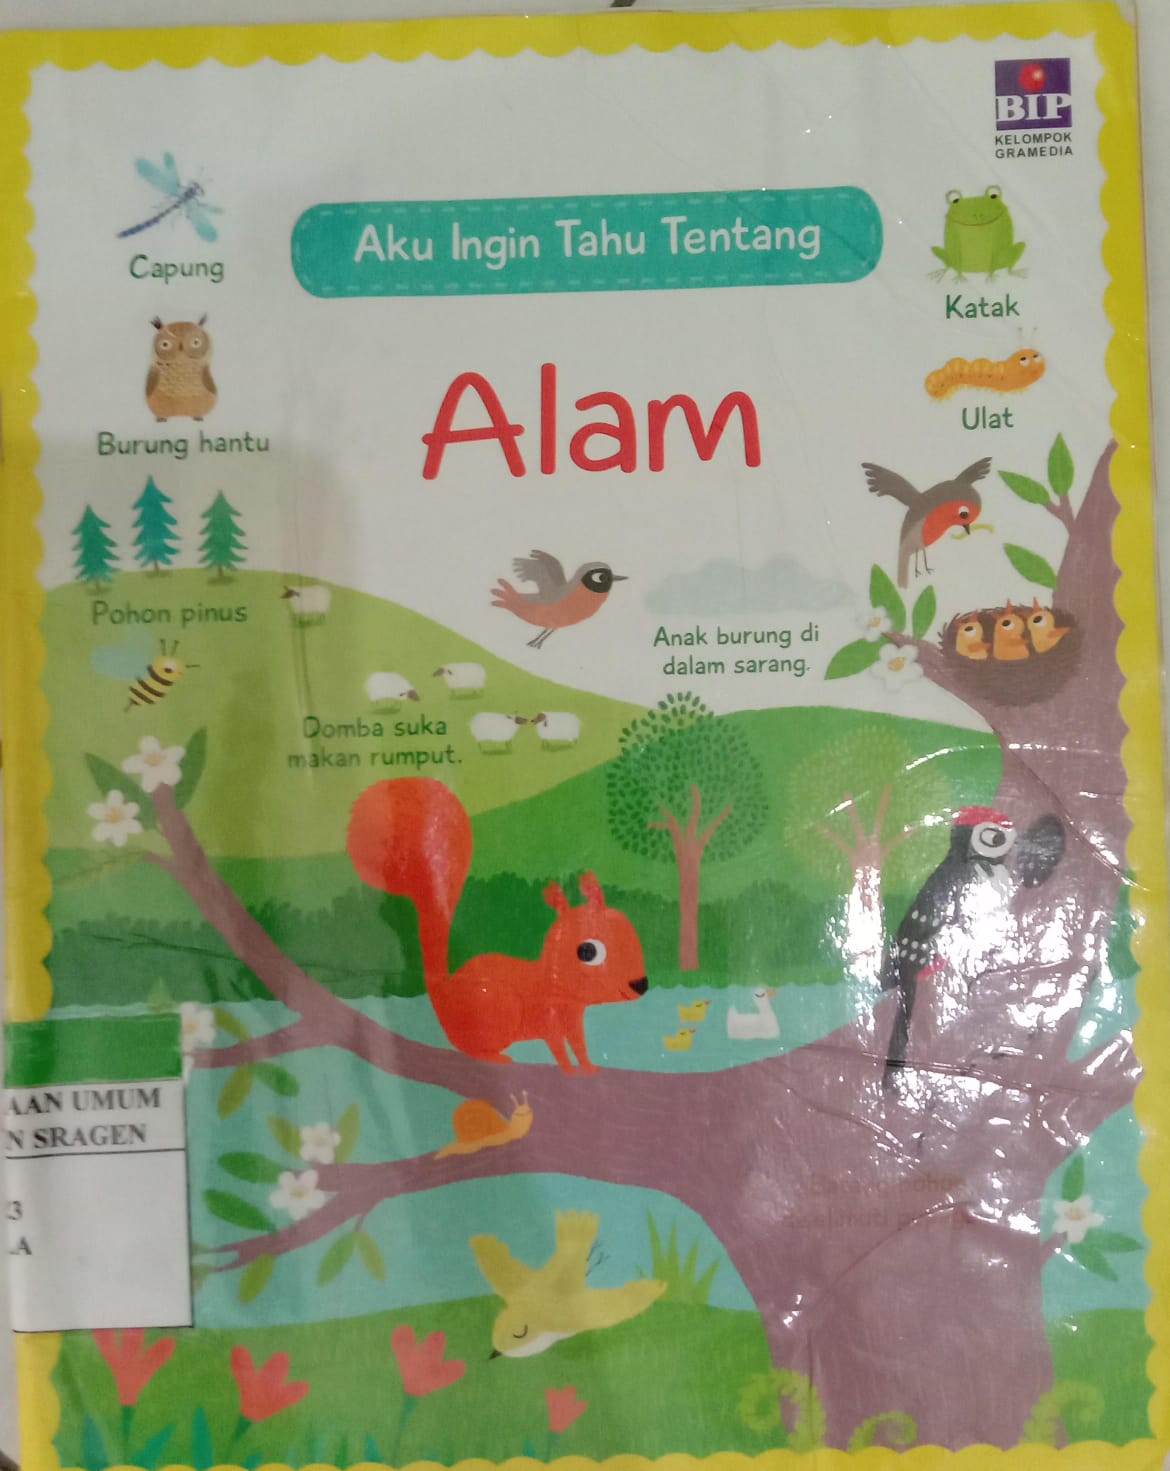 BIP
KELOMPOK
GRAMEDIA
Aku Ingin Tahu Tentang
Alam
Capung
Katak
Burung hantu
Ulat
Pohon pinus
Anak burung di
dalam sarang.
Domba suka
makan rumput.
AAN UMUM
N SRAGEN
3
A